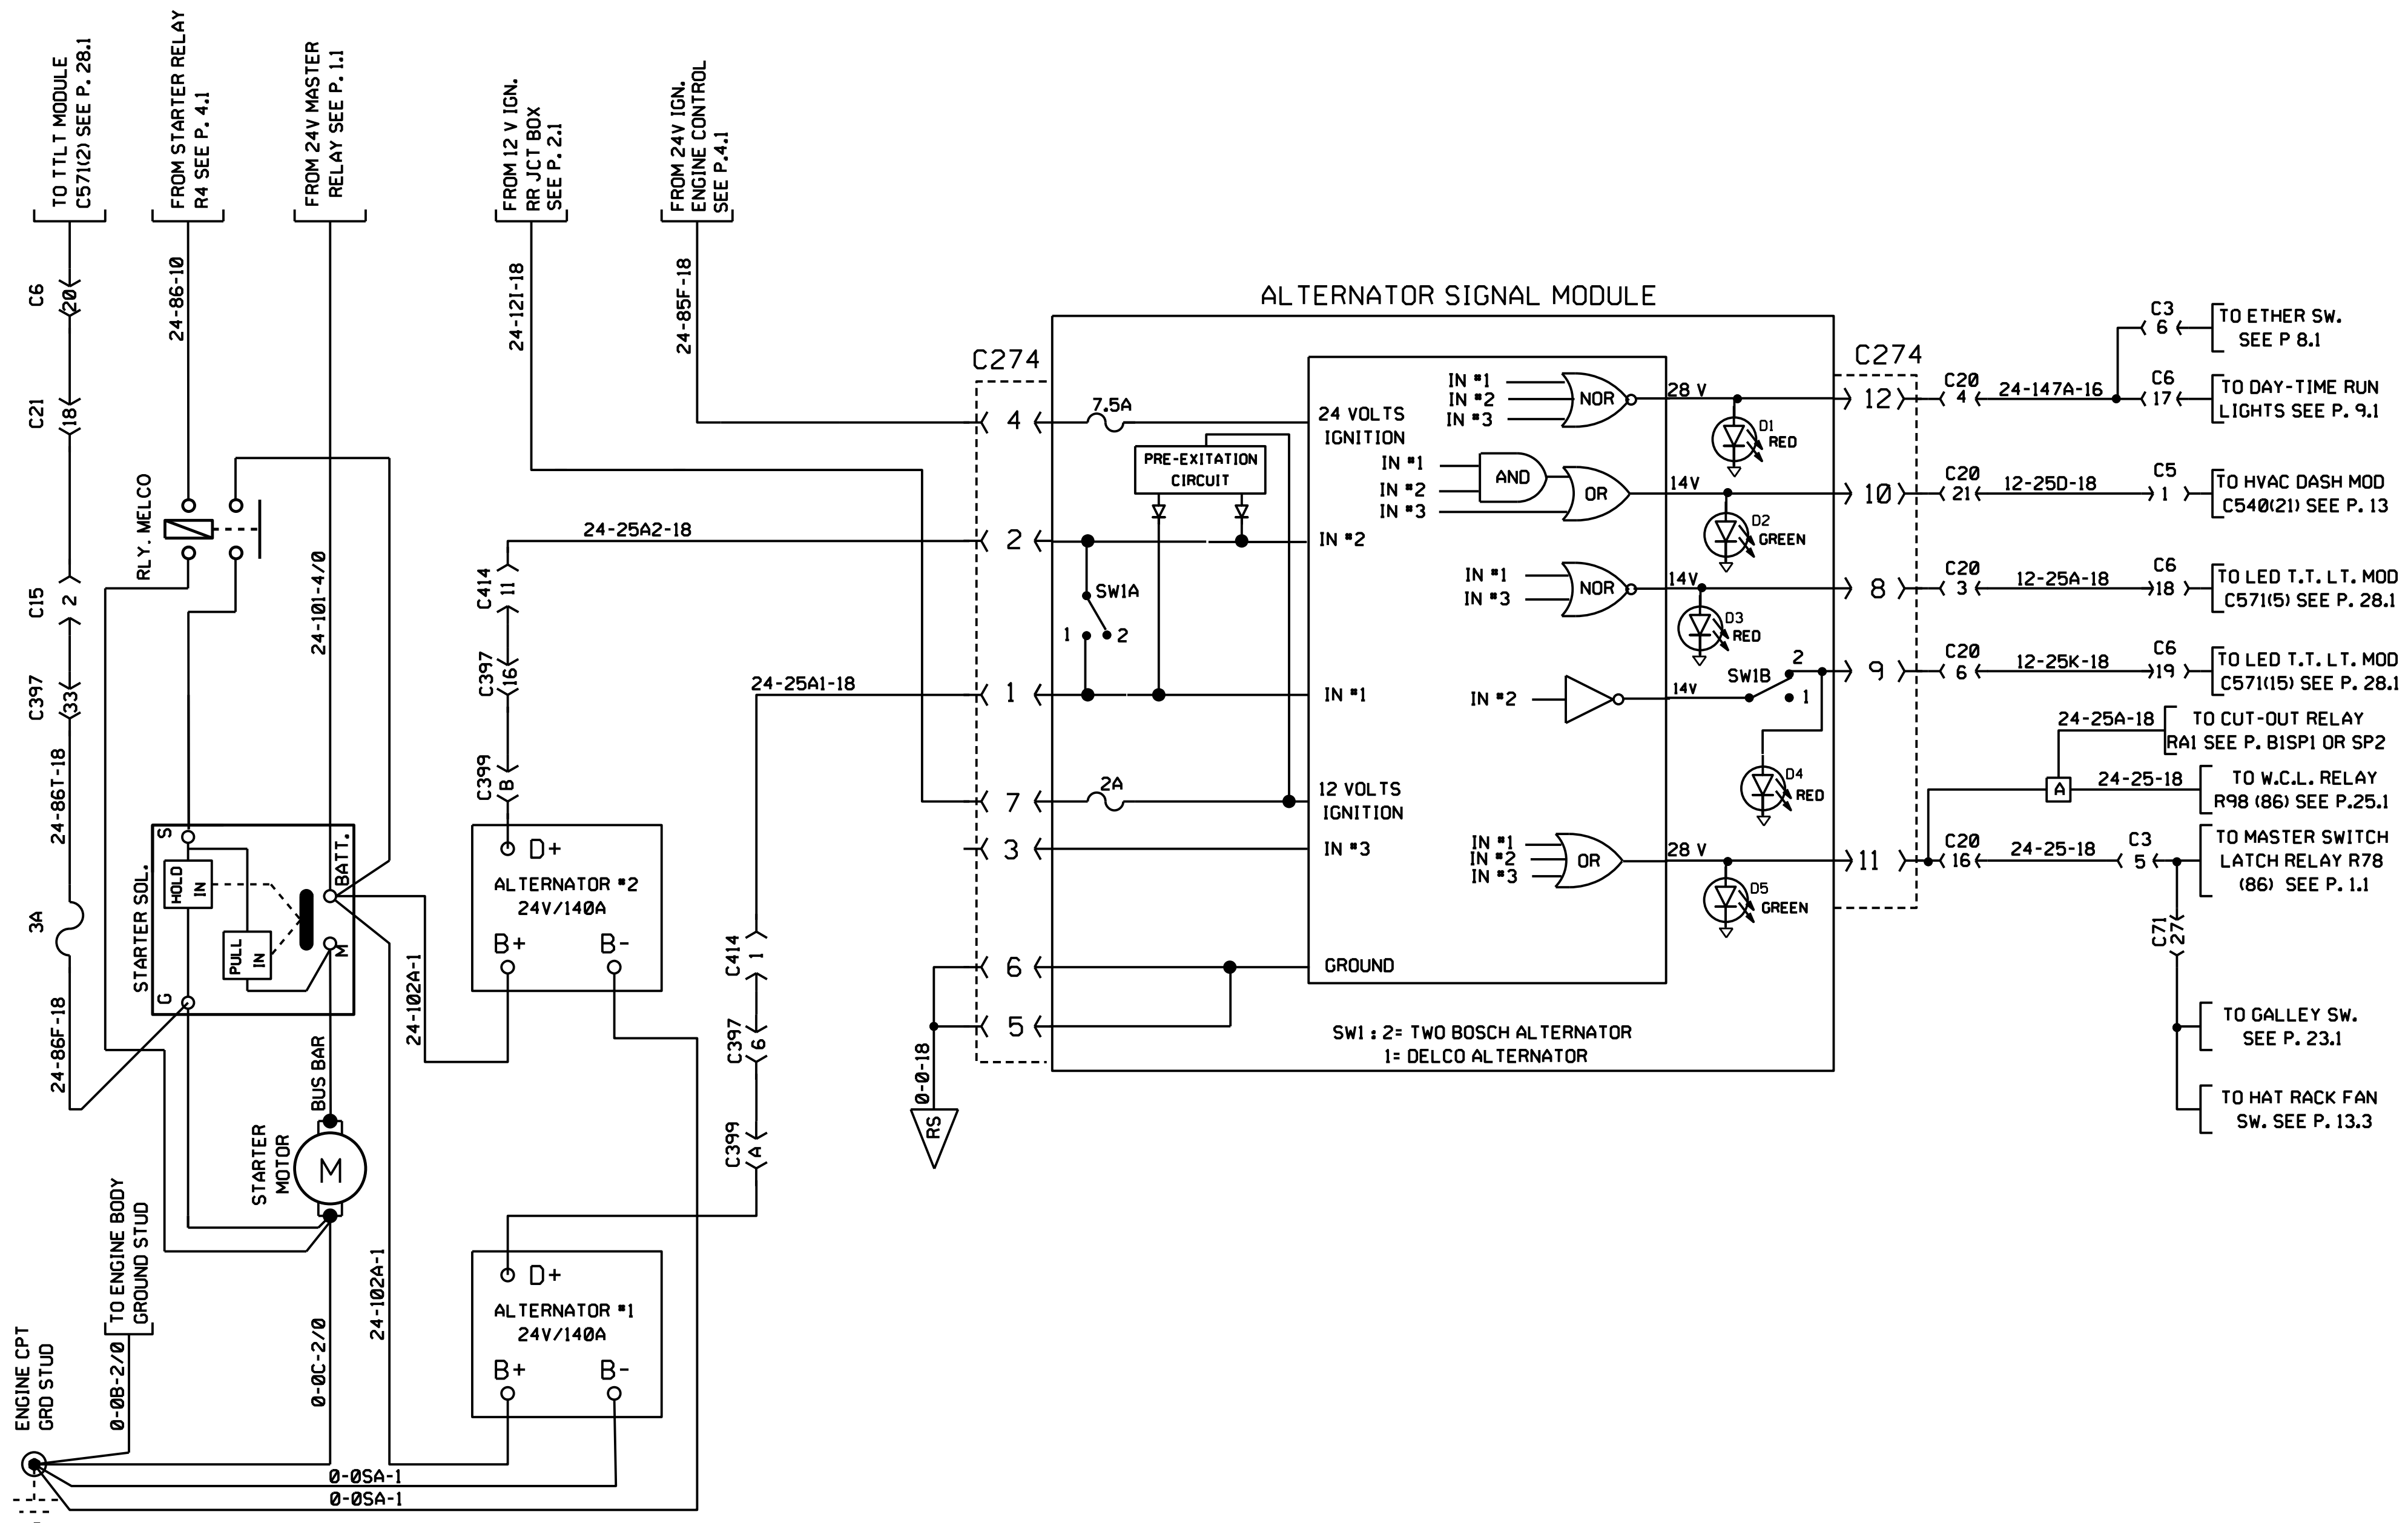 TO TTLT MODULE
C571(2) SEE P. 28.1
FROM STARTER RELAY
R4 SEE P. 4.1
FROM 24V MASTER
RELAY SEE P. 1.1
FROM 12 V IGN.
RR JCT BOX
SEE P. 2.1
FROM 24V IGN.
ENGINE CONTROL
SEE P.4.1
C6
20
24-86-10
C21
18
RLY. MELCO
C15
2
C397
33
24-86T-18
3A
24-86F-18
24-101-4/0
24-12I-18
24-85F-18
24-25A2-18
C414
11
C397
16
C399
B
STARTER SOL.
S
HOLD
IN
PULL
IN
G
BATT.
M
24-102A-1
BUS BAR
STARTER
MOTOR
M
D+
ALTERNATOR #2
24V/140A
B+
B-
24-25A1-18
C414
1
C397
6
C399
A
D+
ALTERNATOR #1
24V/140A
B+
B-
24-102A-1
0-0C-2/0
TO ENGINE BODY
GROUND STUD
0-0B-2/0
ENGINE CPT
GRD STUD
0-0SA-1
0-0SA-1
ALTERNATOR SIGNAL MODULE
C274
4
2
1
7
3
6
5
0-0-18
RS
7.5A
PRE-EXITATION
CIRCUIT
SW1A
1
2
2A
24 VOLTS
IGNITION
IN #2
IN #1
12 VOLTS
IGNITION
IN #3
GROUND
IN #1
IN #2
IN #3
NOR
28 V
D1
RED
IN #1
IN #2
IN #3
AND
OR
14V
D2
GREEN
IN #1
IN #3
NOR
14V
D3
RED
IN #2
14V
SW1B
2
1
D4
RED
IN #1
IN #2
IN #3
OR
28 V
D5
GREEN
SW1 : 2= TWO BOSCH ALTERNATOR
1= DELCO ALTERNATOR
C274
12
10
8
9
11
C20
4
24-147A-16
C3
6
TO ETHER SW.
SEE P 8.1
C6
17
TO DAY-TIME RUN
LIGHTS SEE P. 9.1
C20
21
12-25D-18
C5
1
TO HVAC DASH MOD
C540(21) SEE P. 13
C20
3
12-25A-18
C6
18
TO LED T.T. LT. MOD
C571(5) SEE P. 28.1
C20
6
12-25K-18
C6
19
TO LED T.T. LT. MOD
C571(15) SEE P. 28.1
24-25A-18
TO CUT-OUT RELAY
RA1 SEE P. B1SP1 OR SP2
A
24-25-18
TO W.C.L. RELAY
R98 (86) SEE P.25.1
C20
16
24-25-18
C3
5
TO MASTER SWITCH
LATCH RELAY R78
(86) SEE P. 1.1
C71
27
TO GALLEY SW.
SEE P. 23.1
TO HAT RACK FAN
SW. SEE P. 13.3